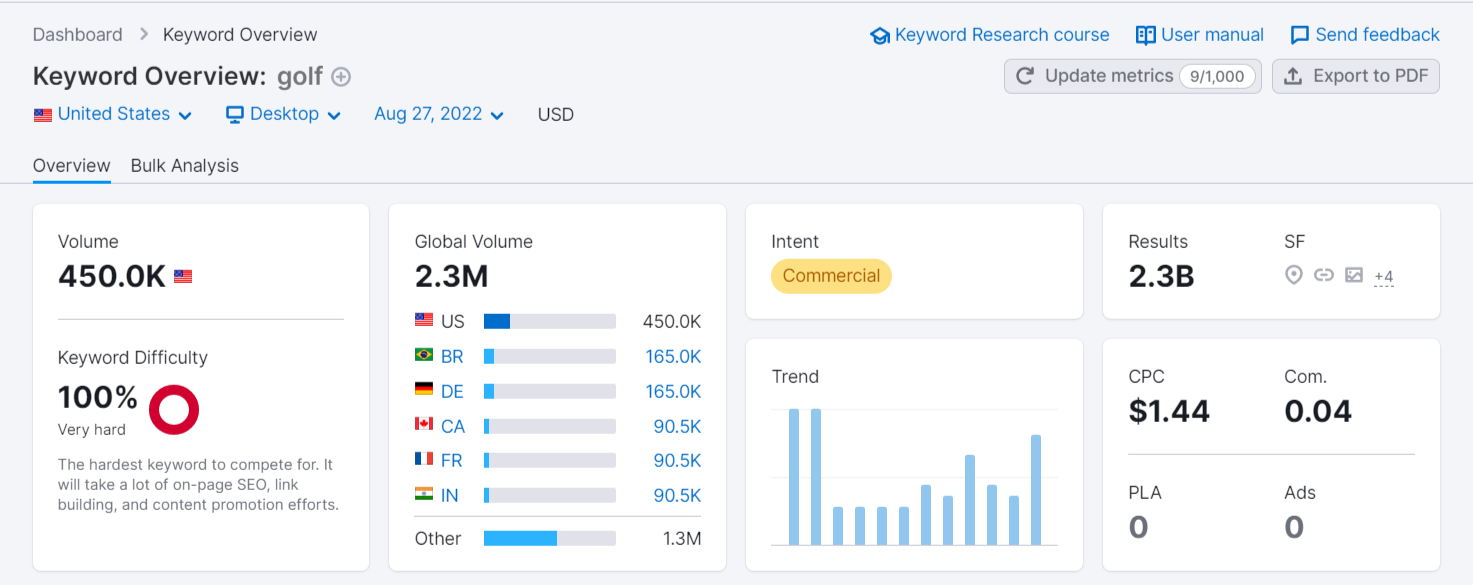 Dashboard > Keyword Overview
Keyword Research course
User manual
Send feedback
Keyword Overview: golf
Update metrics 9/1,000
Export to PDF
United States
Desktop
Aug 27, 2022
USD
Overview
Bulk Analysis
Volume
450.0K
Keyword Difficulty
100%
Very hard
The hardest keyword to compete for. It
will take a lot of on-page SEO, link
building, and content promotion efforts.
Global Volume
2.3M
US 450.0K
BR 165.0K
DE 165.0K
CA 90.5K
FR 90.5K
IN 90.5K
Other 1.3M
Intent
Commercial
Trend
Results
2.3B
SF
+4
CPC
$1.44
Com.
0.04
PLA
0
Ads
0